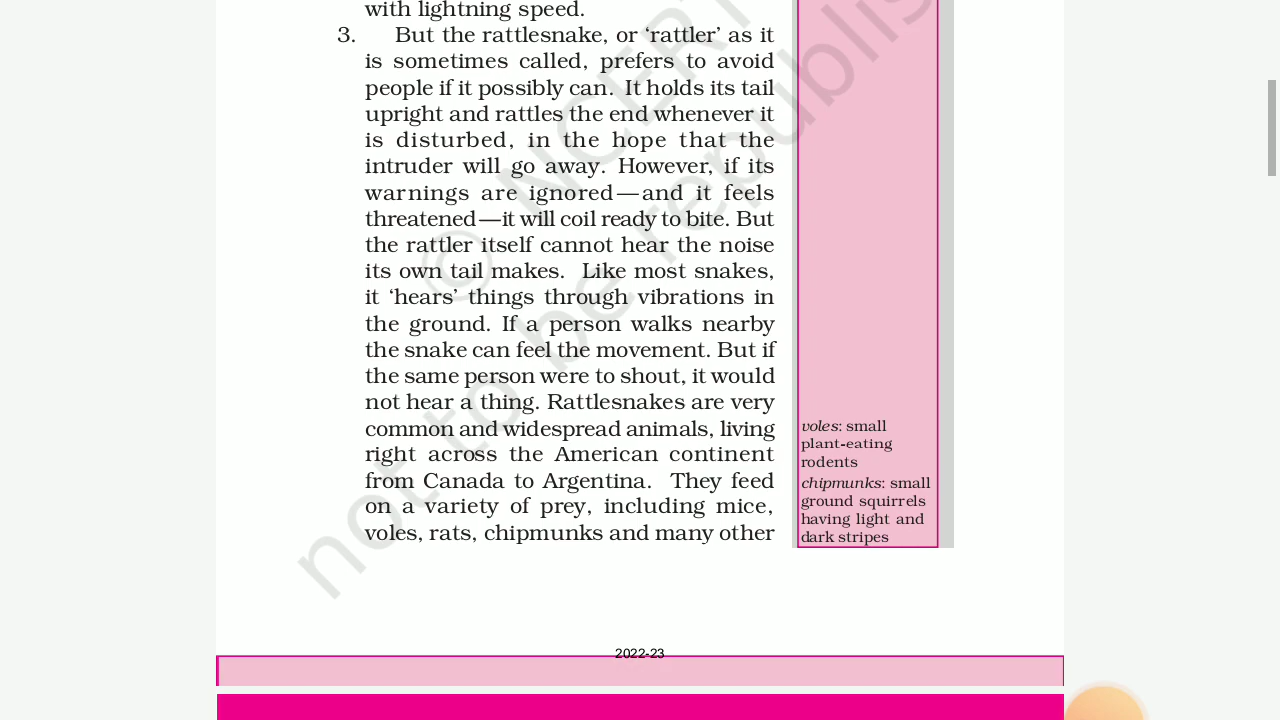 with lightning speed.
3. But the rattlesnake, or ‘rattler’ as it
is sometimes called, prefers to avoid
people if it possibly can. It holds its tail
upright and rattles the end whenever it
is disturbed, in the hope that the
intruder will go away. However, if its
warnings are ignored—and it feels
threatened—it will coil ready to bite. But
the rattler itself cannot hear the noise
its own tail makes. Like most snakes,
it ‘hears’ things through vibrations in
the ground. If a person walks nearby
the snake can feel the movement. But if
the same person were to shout, it would
not hear a thing. Rattlesnakes are very
common and widespread animals, living
right across the American continent
from Canada to Argentina. They feed
on a variety of prey, including mice,
voles, rats, chipmunks and many other
voles: small
plant-eating
rodents
chipmunks: small
ground squirrels
having light and
dark stripes
© NCERT
not to be republis
2022-23